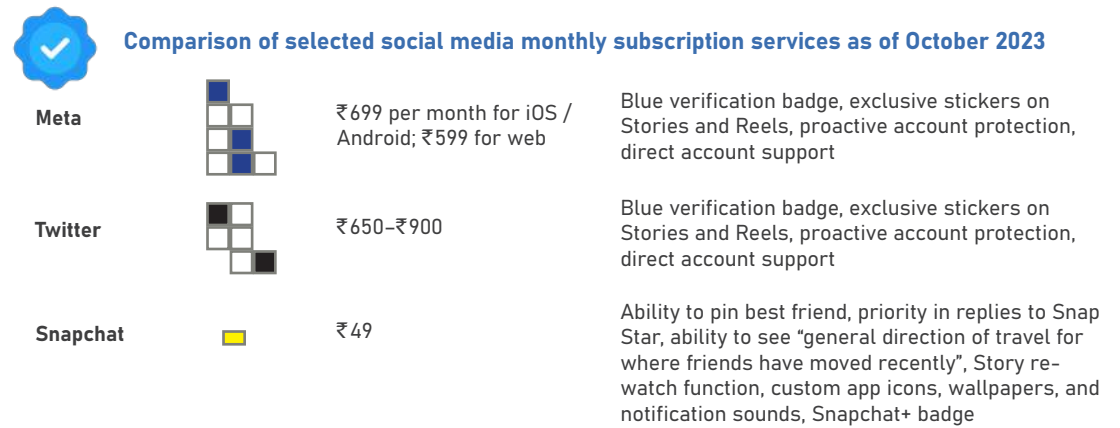 Comparison of selected social media monthly subscription services as of October 2023
Meta
₹699 per month for iOS /
Android; ₹599 for web
Blue verification badge, exclusive stickers on
Stories and Reels, proactive account protection,
direct account support
Twitter
₹650–₹900
Blue verification badge, exclusive stickers on
Stories and Reels, proactive account protection,
direct account support
Snapchat
₹49
Ability to pin best friend, priority in replies to Snap
Star, ability to see “general direction of travel for
where friends have moved recently”, Story re-
watch function, custom app icons, wallpapers, and
notification sounds, Snapchat+ badge